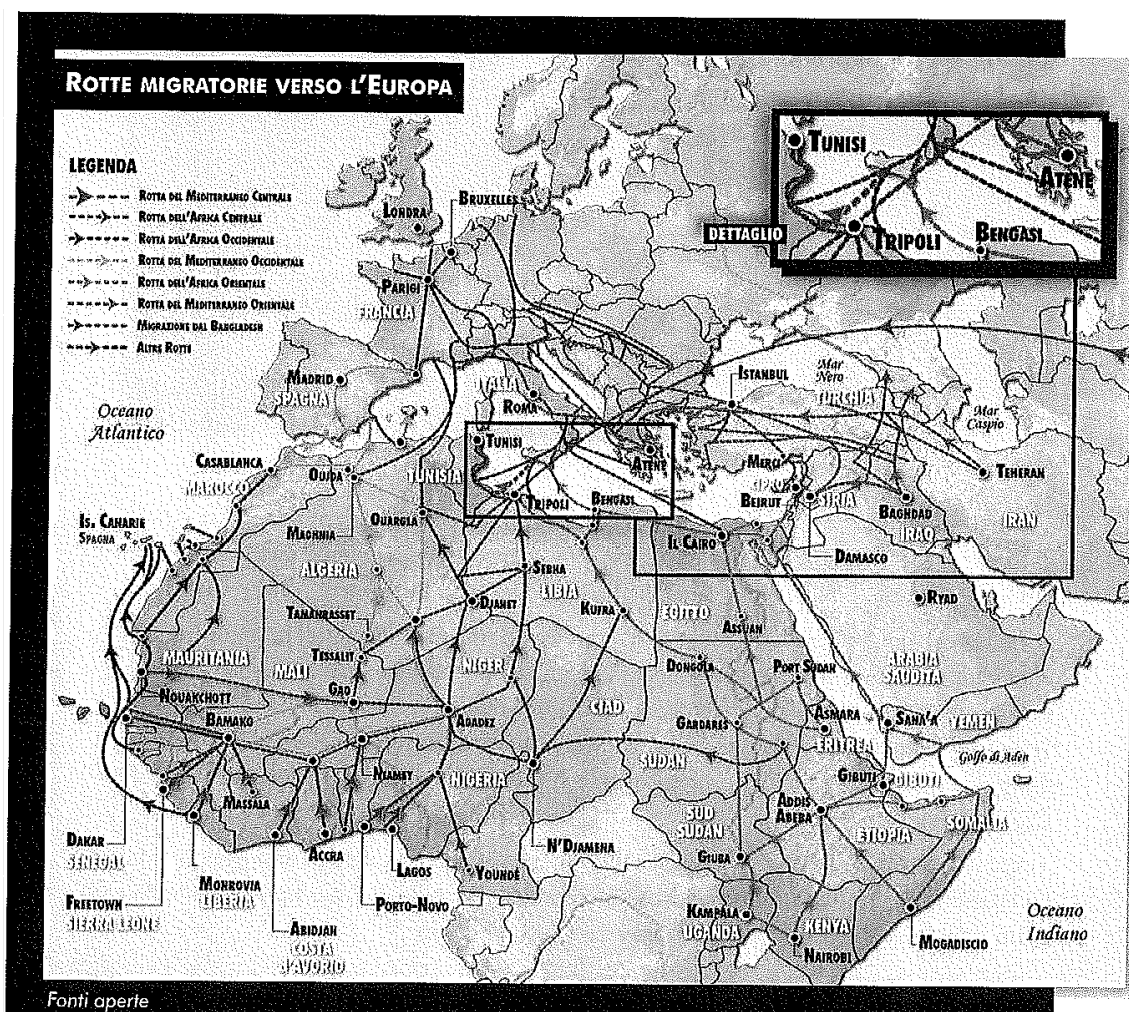 ROTTE MIGRATORIE VERSO L'EUROPA
LEGENDA
ROTTA DEL MEDITERRANEO CENTRALE
ROTTA DELL'AFRICA CENTRALE
ROTTA DELL'AFRICA OCCIDENTALE
ROTTA DEL MEDITERRANEO OCCIDENTALE
ROTTA DELL'AFRICA ORIENTALE
ROTTA DEL MEDITERRANEO ORIENTALE
MIGRAZIONE DAL BANGLADESH
ALTRE ROTTE
TUNISI
ATENE
TRIPOLI
BENGASI
DETTAGLIO
LONDRA
BRUXELLES
PARIGI
FRANCIA
MADRID
SPAGNA
ITALIA
ROMA
ISTANBUL
Mar
Nero
TURCHIA
Mar
Caspio
Oceano
Atlantico
TUNISI
ATENE
TRIPOLI
BENGASI
CASABLANCA
MAROCCO
OUJDA
TUNISIA
CIPRO
BEIRUT
SIRIA
BAGHDAD
IRAQ
TEHERAN
IRAN
IS. CANARIE
SPAGNA
MAGHNIA
OUARGLA
IL CAIRO
DAMASCO
ALGERIA
SEBHA
LIBIA
DJANET
KUFRA
EGITTO
ASSUAN
RYAD
TAMANRASSET
TESSALIT
MAURITANIA
MALI
NIGER
DONGOLA
PORT SUDAN
ARABIA
SAUDITA
NOUAKCHOTT
GAO
CIAD
BAMAKO
AGADEZ
GARDARES
ASMARA
ERITREA
SANA'A
YEMEN
SUDAN
Golfo di Aden
NIAMEY
NIGERIA
MASSALA
GIBUTI
GIBUTI
SUD
SUDAN
ADDIS
ABEBA
ETIOPIA
SOMALIA
DAKAR
SENEGAL
ACCRA
LAGOS
YOUNDÉ
N'DJAMENA
GIUBA
FREETOWN
SIERRA LEONE
MONROVIA
LIBERIA
PORTO-NOVO
ABIDJAN
COSTA
D'AVORIO
KAMPALA
UGANDA
KENYA
NAIROBI
MOGADISCIO
Oceano
Indiano
Fonti aperte